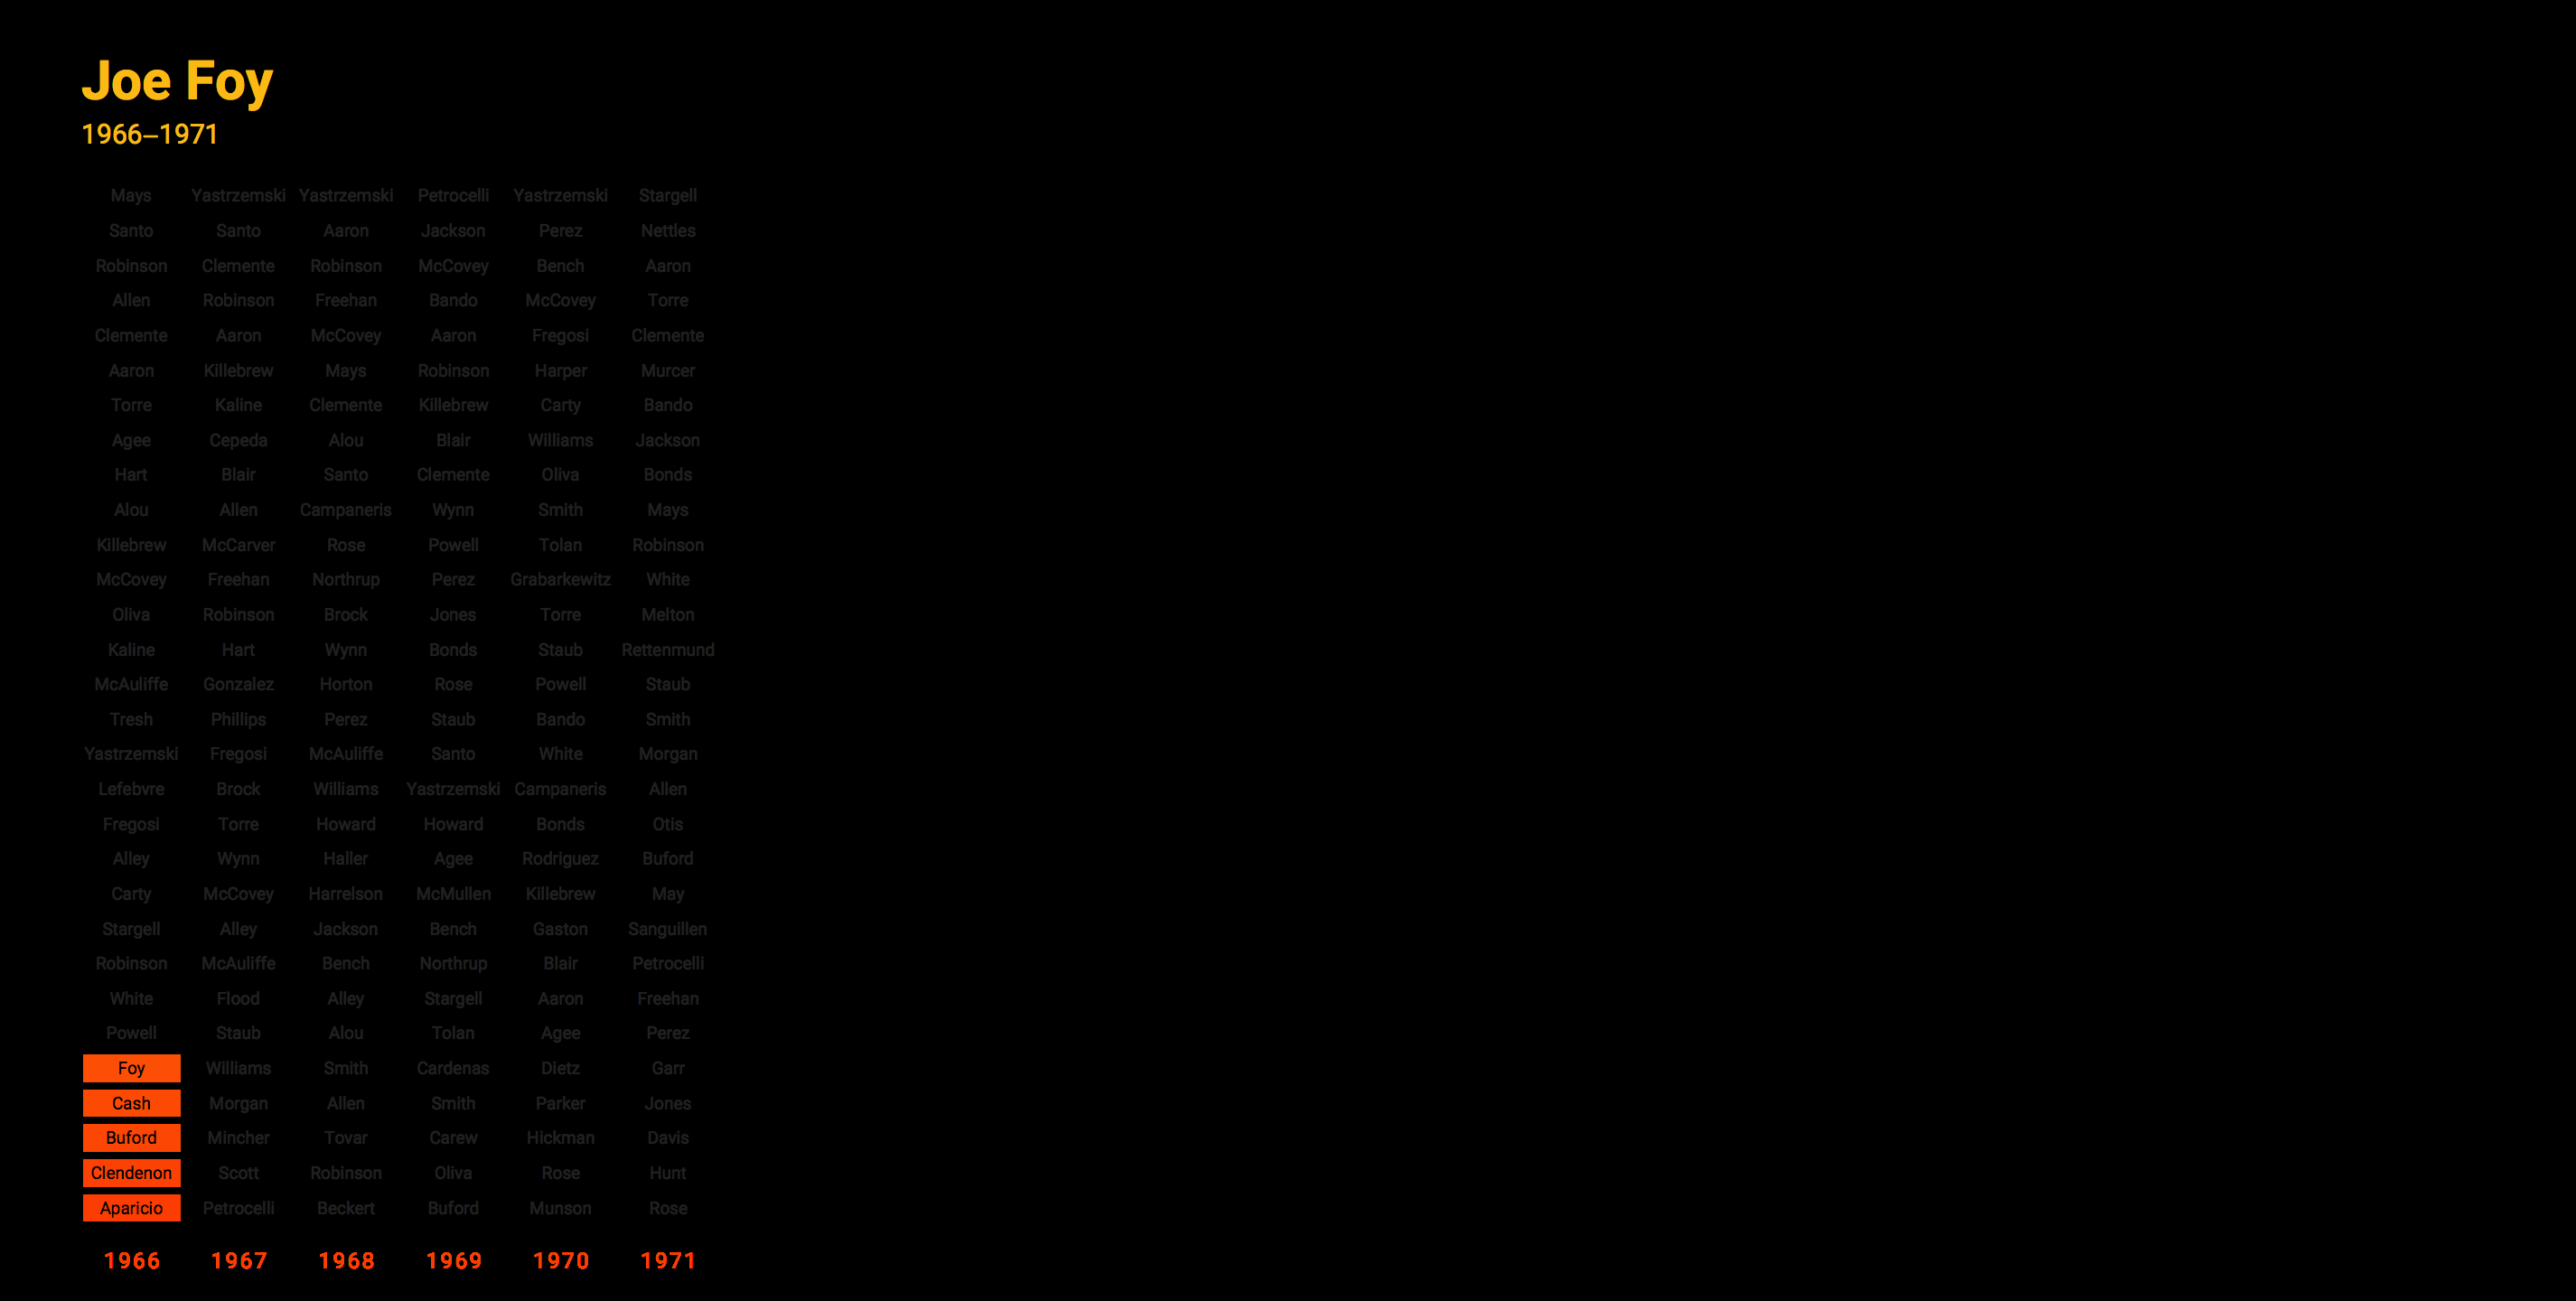 Joe Foy
1966–1971
Mays Yastrzemski Yastrzemski Petrocelli Yastrzemski Stargell
Santo Santo Aaron Jackson Perez Nettles
Robinson Clemente Robinson McCovey Bench Aaron
Allen Robinson Freehan Bando McCovey Torre
Clemente Aaron McCovey Aaron Fregosi Clemente
Aaron Killebrew Mays Robinson Harper Murcer
Torre Kaline Clemente Killebrew Carty Bando
Agee Cepeda Alou Blair Williams Jackson
Hart Blair Santo Clemente Oliva Bonds
Alou Allen Campaneris Wynn Smith Mays
Killebrew McCarver Rose Powell Tolan Robinson
McCovey Freehan Northrup Perez Grabarkewitz White
Oliva Robinson Brock Jones Torre Melton
Kaline Hart Wynn Bonds Staub Rettenmund
McAuliffe Gonzalez Horton Rose Powell Staub
Tresh Phillips Perez Staub Bando Smith
Yastrzemski Fregosi McAuliffe Santo White Morgan
Lefebvre Brock Williams Yastrzemski Campaneris Allen
Fregosi Torre Howard Howard Bonds Otis
Alley Wynn Haller Agee Rodriguez Buford
Carty McCovey Harrelson McMullen Killebrew May
Stargell Alley Jackson Bench Gaston Sanguillen
Robinson McAuliffe Bench Northrup Blair Petrocelli
White Flood Alley Stargell Aaron Freehan
Powell Staub Alou Tolan Agee Perez
Foy Williams Smith Cardenas Dietz Garr
Cash Morgan Allen Smith Parker Jones
Buford Mincher Tovar Carew Hickman Davis
Clendenon Scott Robinson Oliva Rose Hunt
Aparicio Petrocelli Beckert Buford Munson Rose
1966 1967 1968 1969 1970 1971